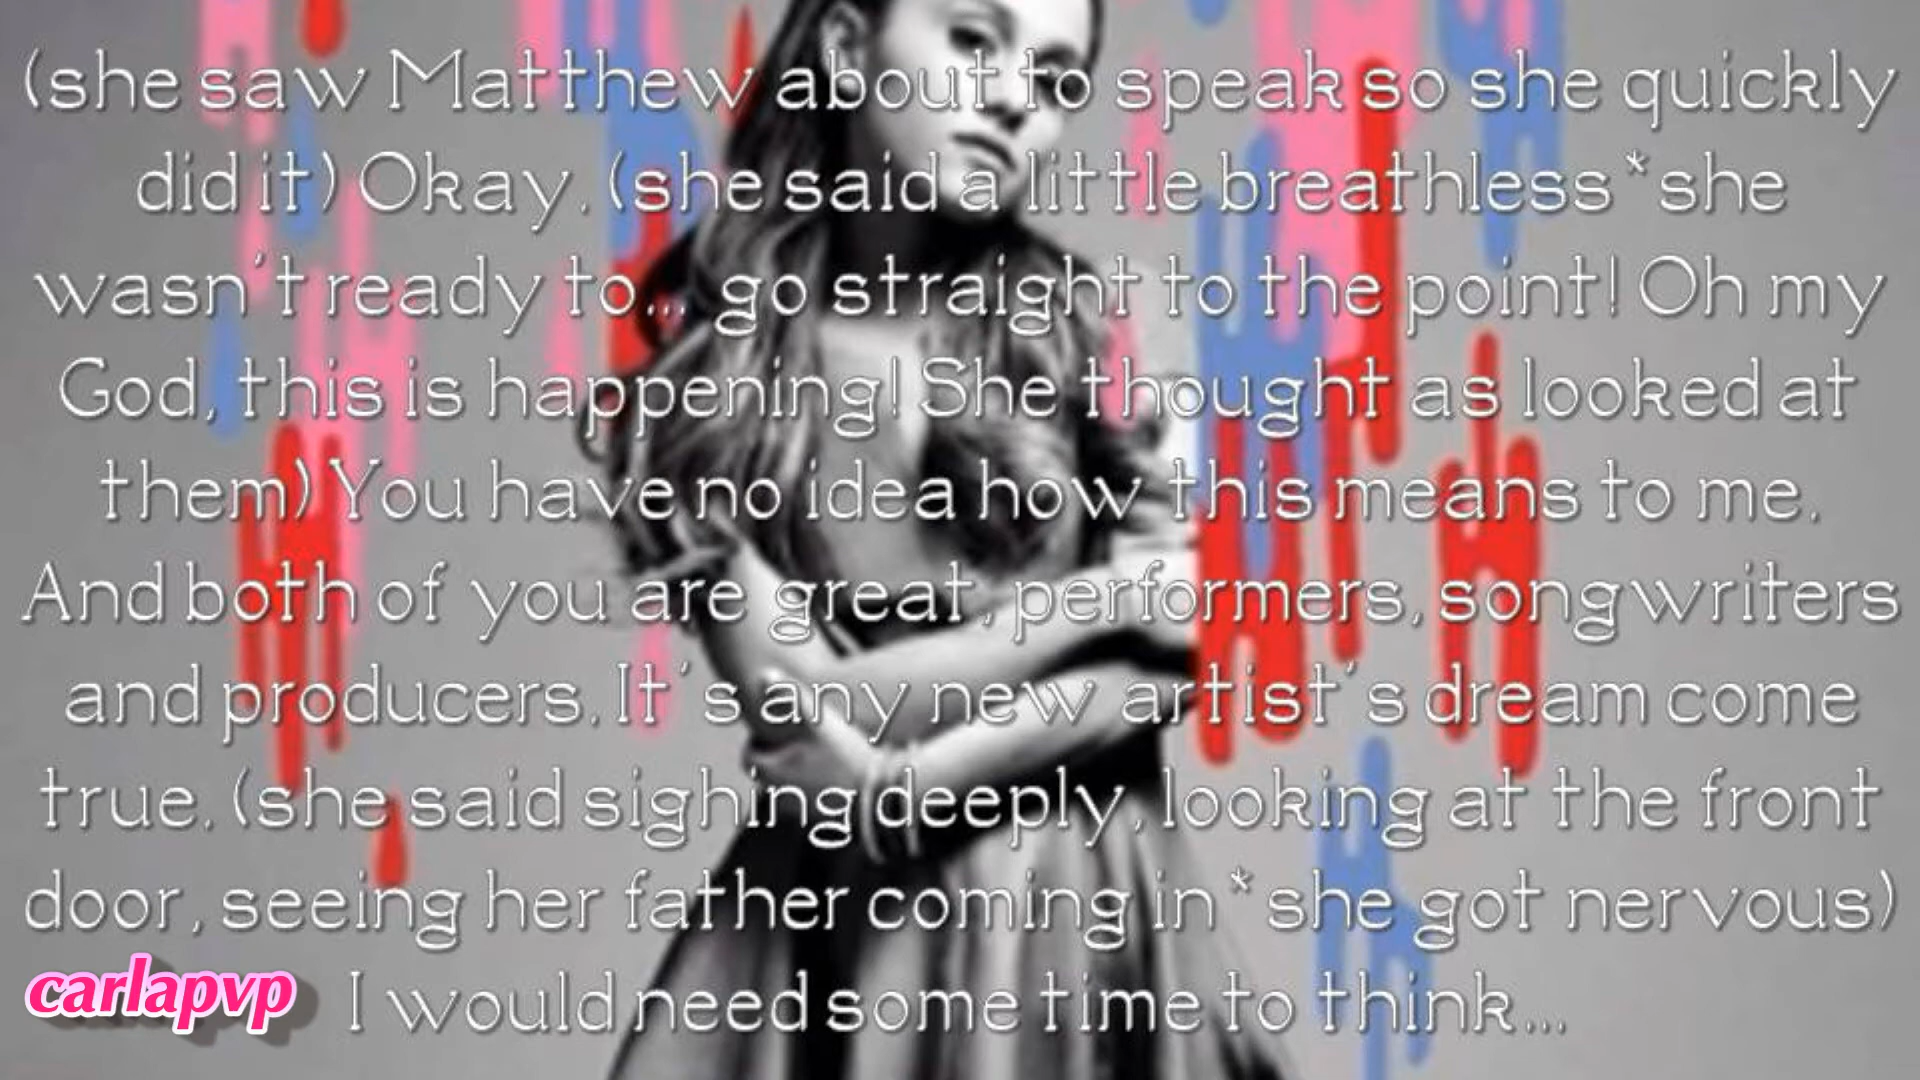 (she saw Matthew about to speak so she quickly
did it) Okay. (she said a little breathless*she
wasn't ready to... go straight to the point! Oh my
God, this is happening! She thought as looked at
them) You have no idea how this means to me.
And both of you are great, performers, songwriters
and producers. It's any new artist's dream come
true. (she said sighing deeply, looking at the front
door, seeing her father coming in*she got nervous)
I would need some time to think...
carlapvp